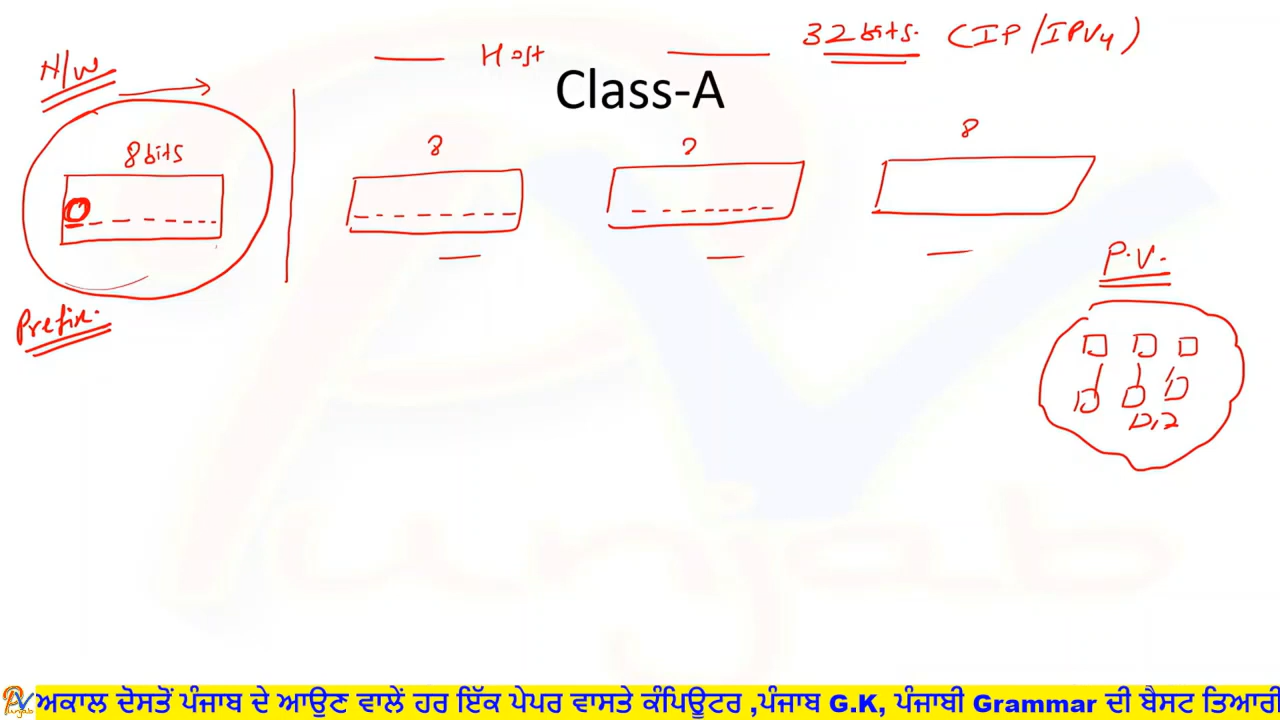 32 bits. (IP/IPV4)
N/W
Host
Class-A
8 bits 8 8
0
P.V.
Prefix.
ਅਕਾਲ ਦੋਸਤੋਂ ਪੰਜਾਬ ਦੇ ਆਉਣ ਵਾਲੇਂ ਹਰ ਇੱਕ ਪੇਪਰ ਵਾਸਤੇ ਕੰਪਿਊਟਰ ,ਪੰਜਾਬ G.K, ਪੰਜਾਬੀ Grammar ਦੀ ਬੈਸਟ ਤਿਆਰੀ